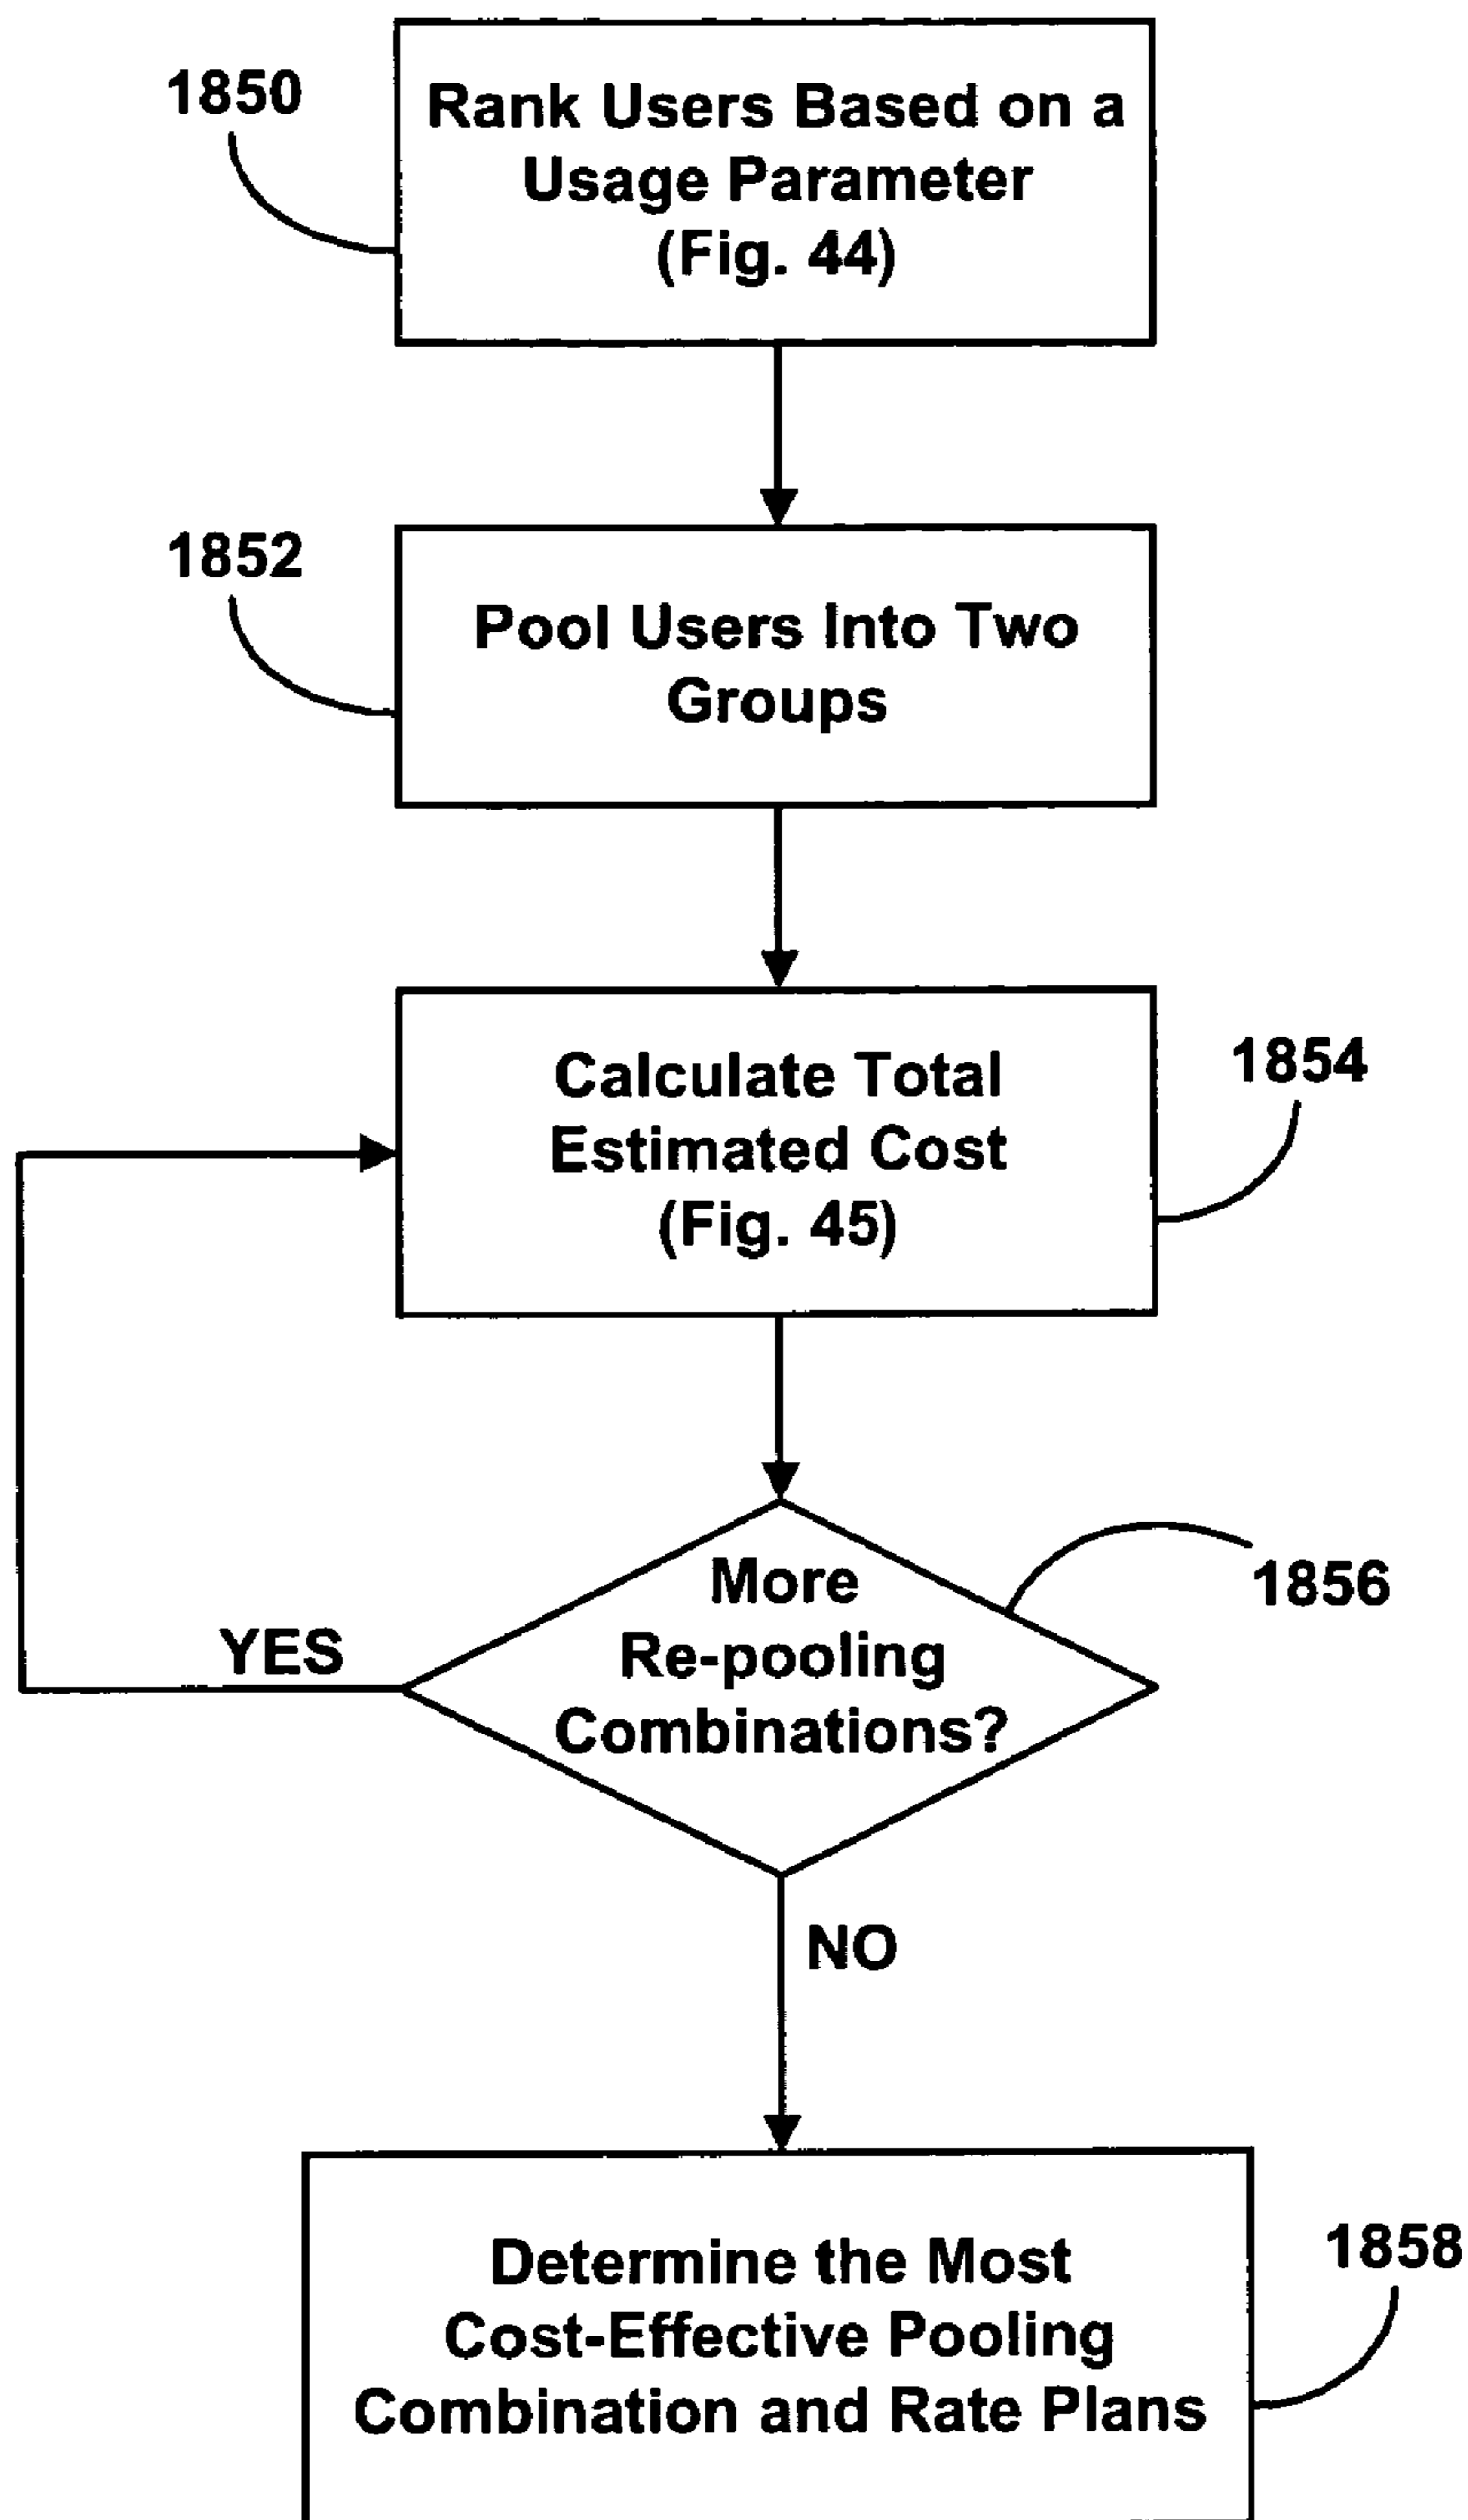 1850
Rank Users Based on a
Usage Parameter
(Fig. 44)
1852
Pool Users Into Two
Groups
Calculate Total
Estimated Cost
(Fig. 45)
1854
More
Re-pooling
Combinations?
1856
YES
NO
Determine the Most
Cost-Effective Pooling
Combination and Rate Plans
1858